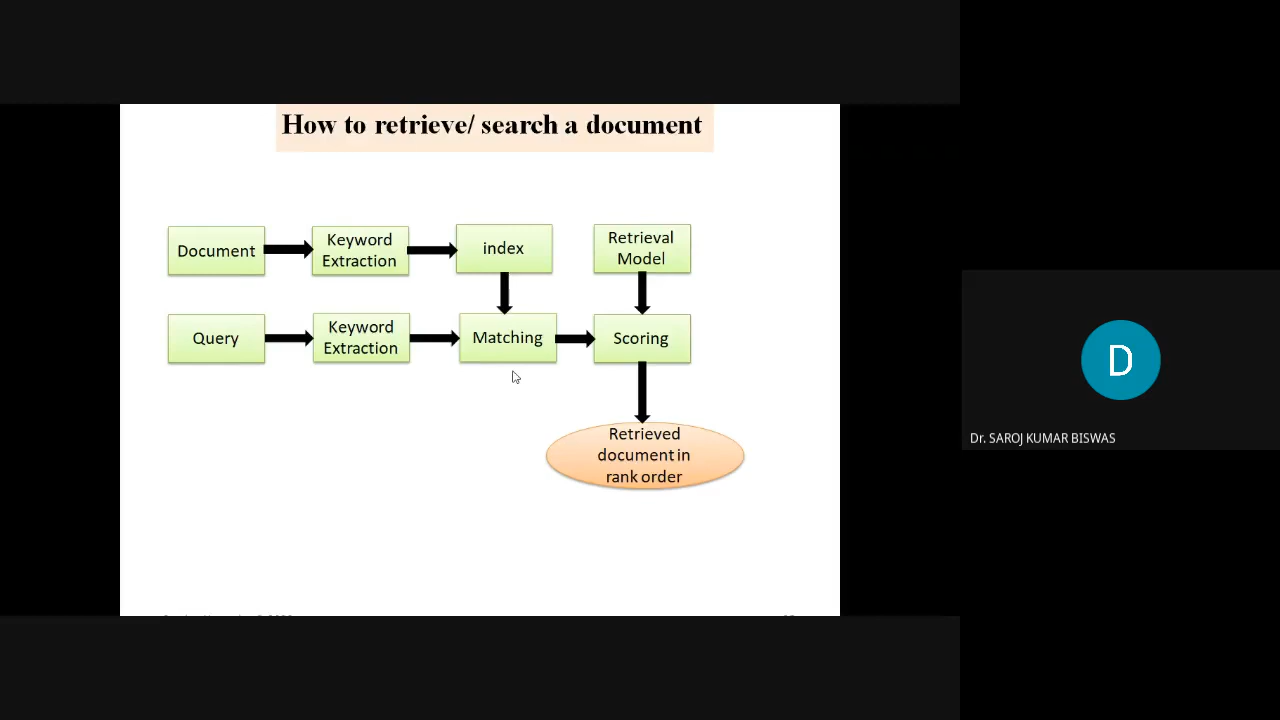 How to retrieve/ search a document
Document
Keyword
Extraction
index
Retrieval
Model
Query
Keyword
Extraction
Matching
Scoring
Retrieved
document in
rank order
D
Dr. SAROJ KUMAR BISWAS